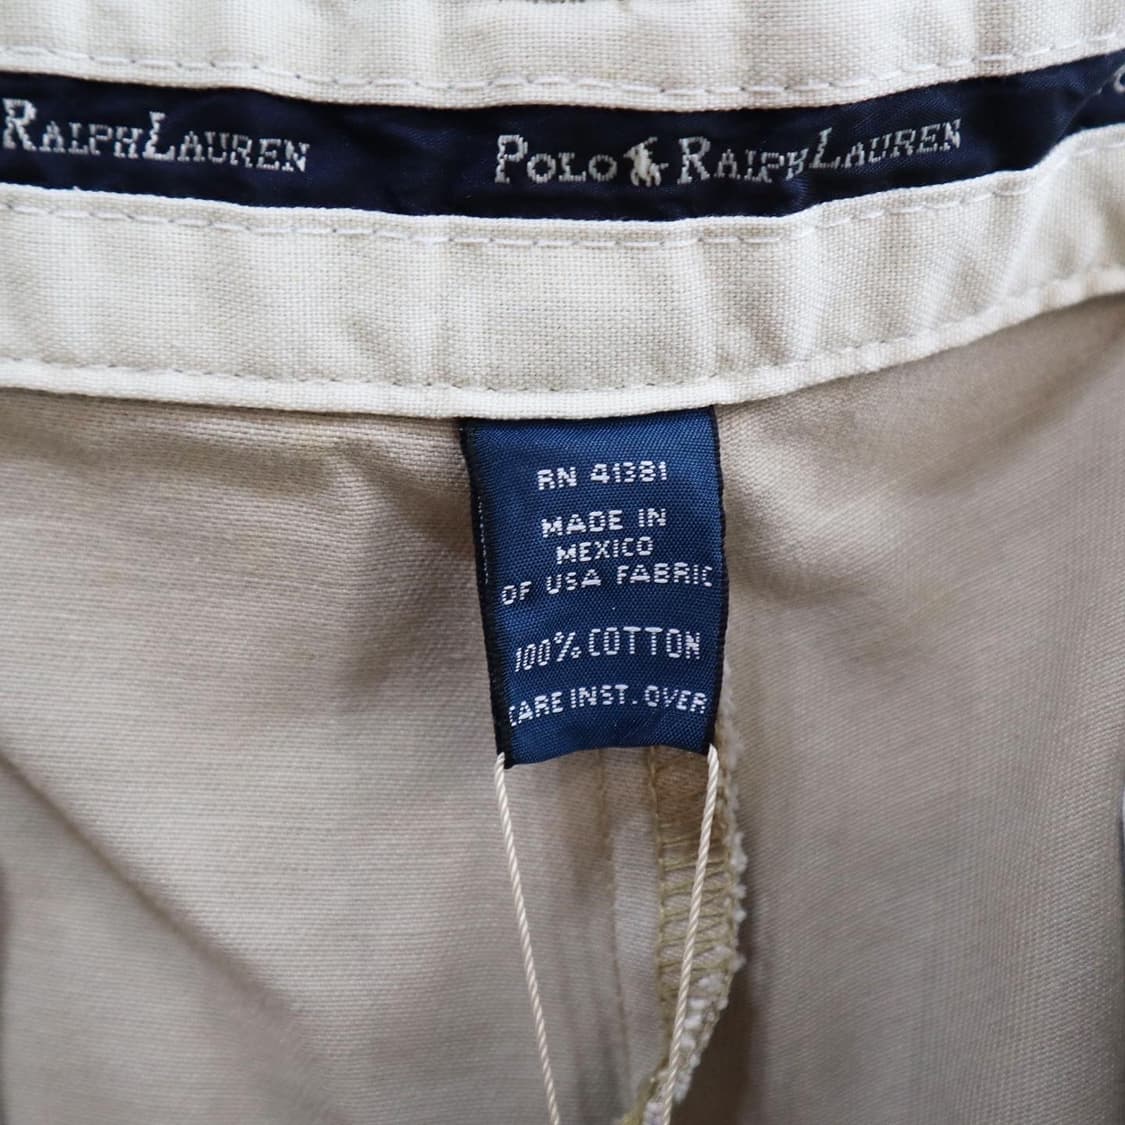 RALPH LAUREN POLO RALPH LAUREN
RN 41381
MADE IN
MEXICO
OF USA FABRIC
100% COTTON
CARE INST. OVER